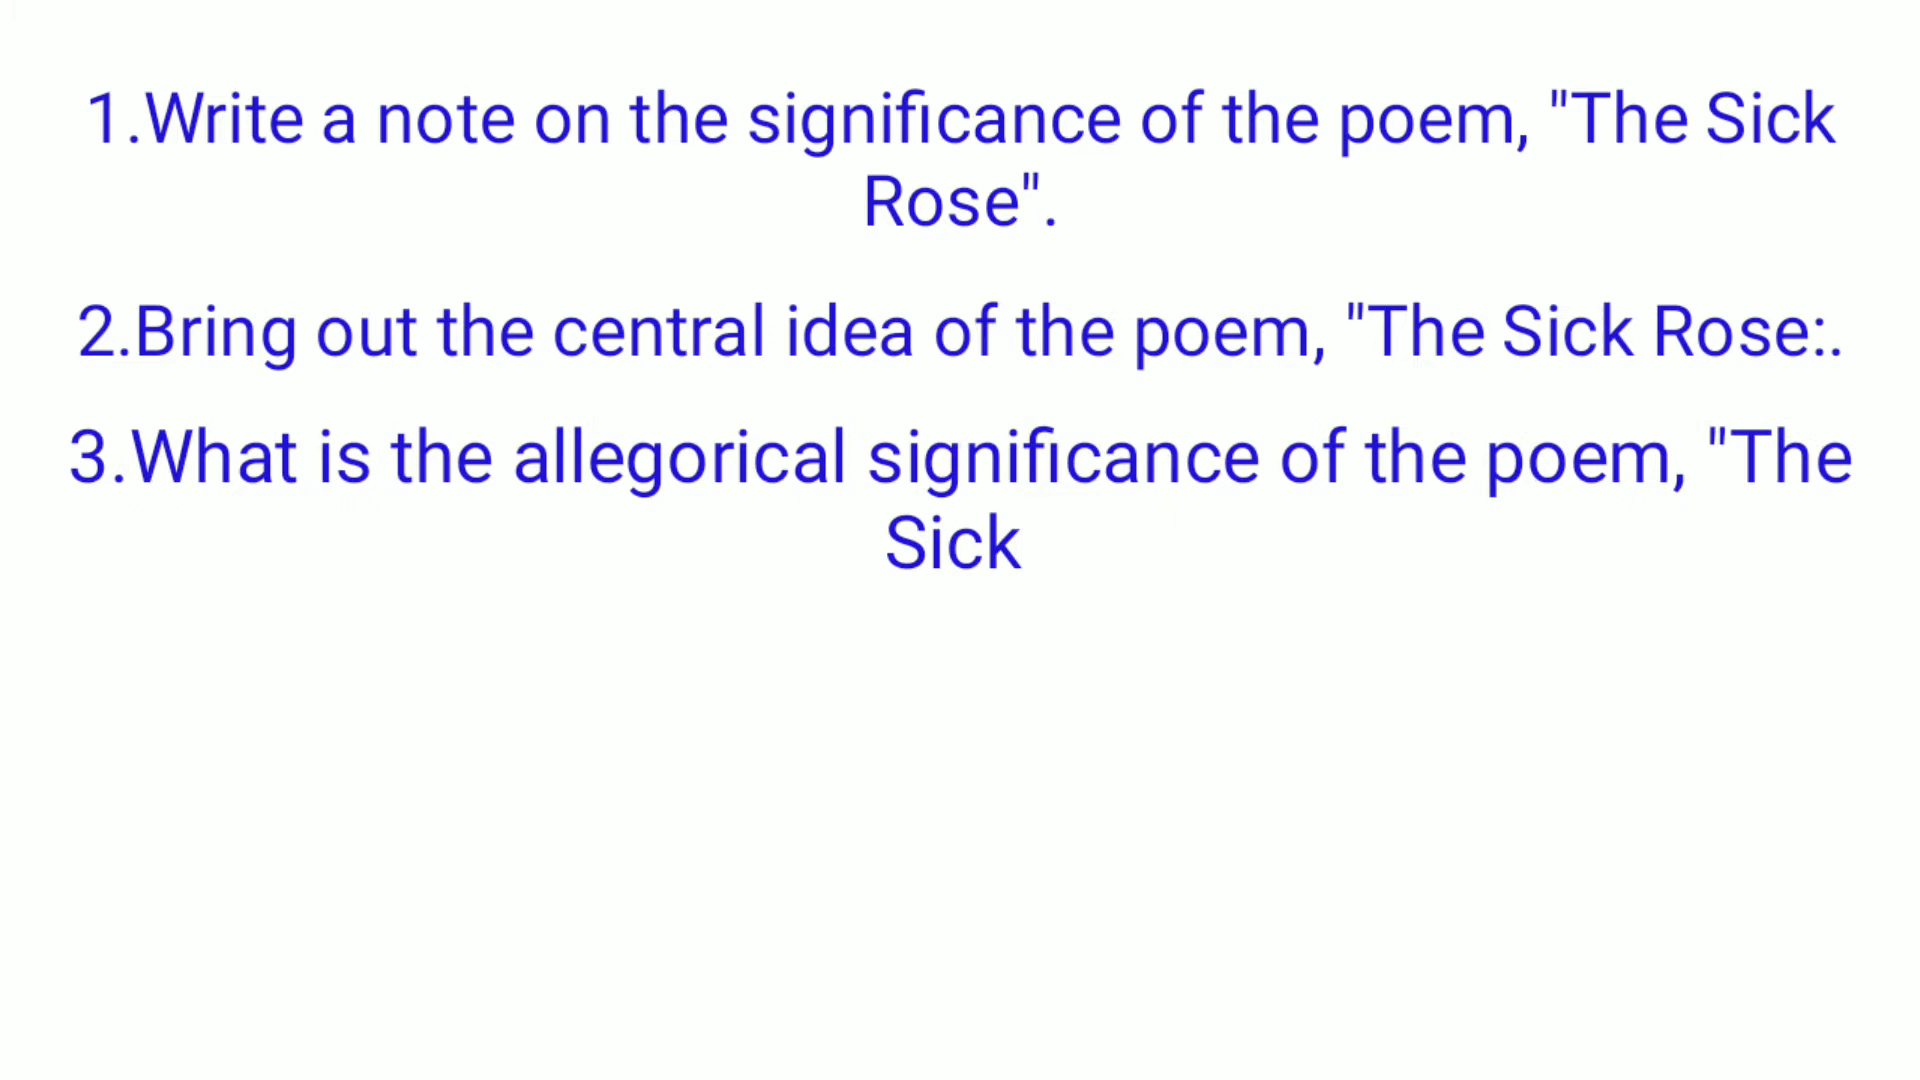 1.Write a note on the significance of the poem, "The Sick
Rose".
2.Bring out the central idea of the poem, "The Sick Rose:.
3.What is the allegorical significance of the poem, "The
Sick